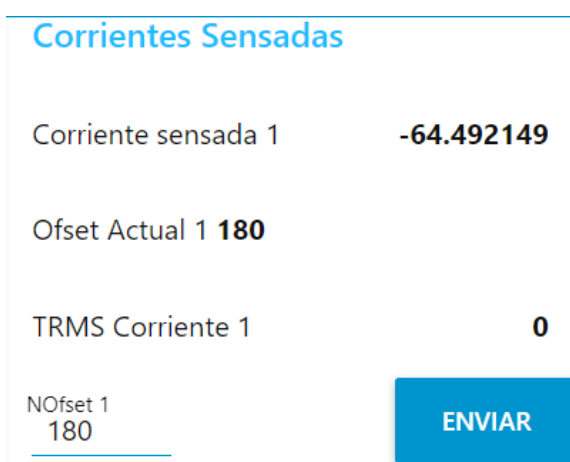 Corrientes Sensadas
Corriente sensada 1 -64.492149
Ofset Actual 1 180
TRMS Corriente 1 0
NOfset 1
180 ENVIAR